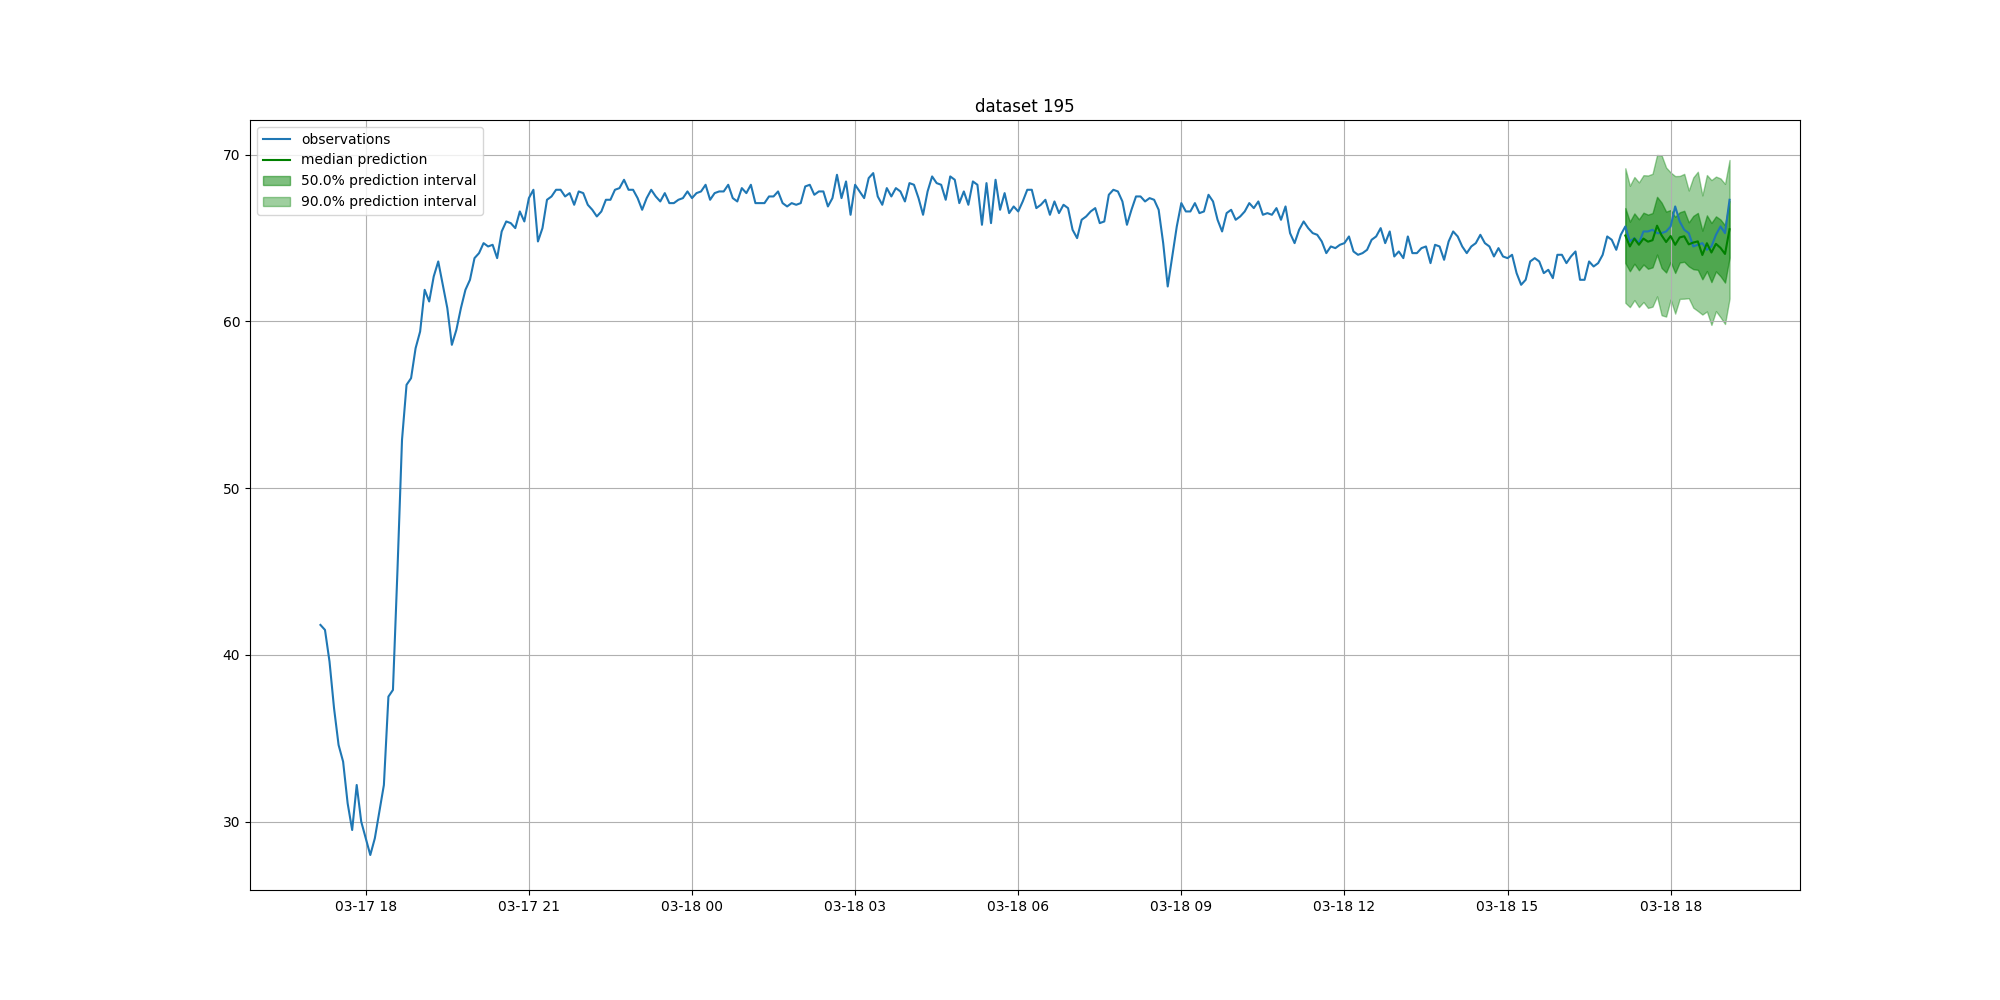 dataset 195
observations
median prediction
50.0% prediction interval
90.0% prediction interval
70
60
50
40
30
03-17 18
03-17 21
03-18 00
03-18 03
03-18 06
03-18 09
03-18 12
03-18 15
03-18 18